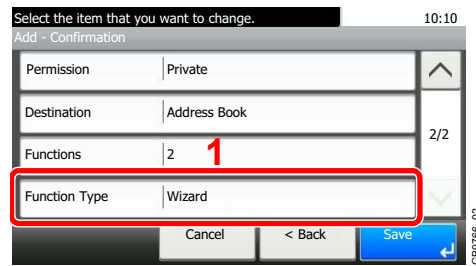 Select the item that you want to change. 10:10
Add - Confirmation
Permission Private
Destination Address Book
2/2
Functions 2 1
Function Type Wizard
Cancel < Back Save